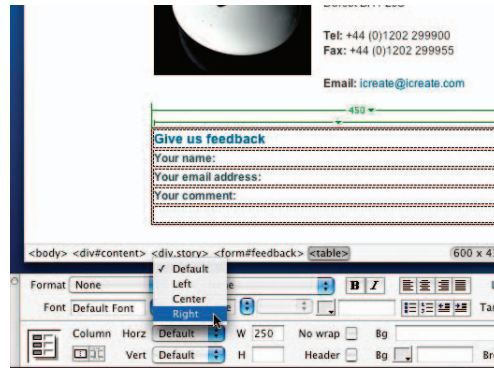 Tel: +44 (0)1202 299900
Fax: +44 (0)1202 299955
Email: icreate@icreate.com
450
Give us feedback
Your name:
Your email address:
Your comment:
<body> <div#content> <div.story> <form#feedback> <table>
600 x 4
✓ Default
Left
Center
Right
Format None B I
Font Default Font
Column Horz Default W 250 No wrap Bg
Vert Default H Header Bg